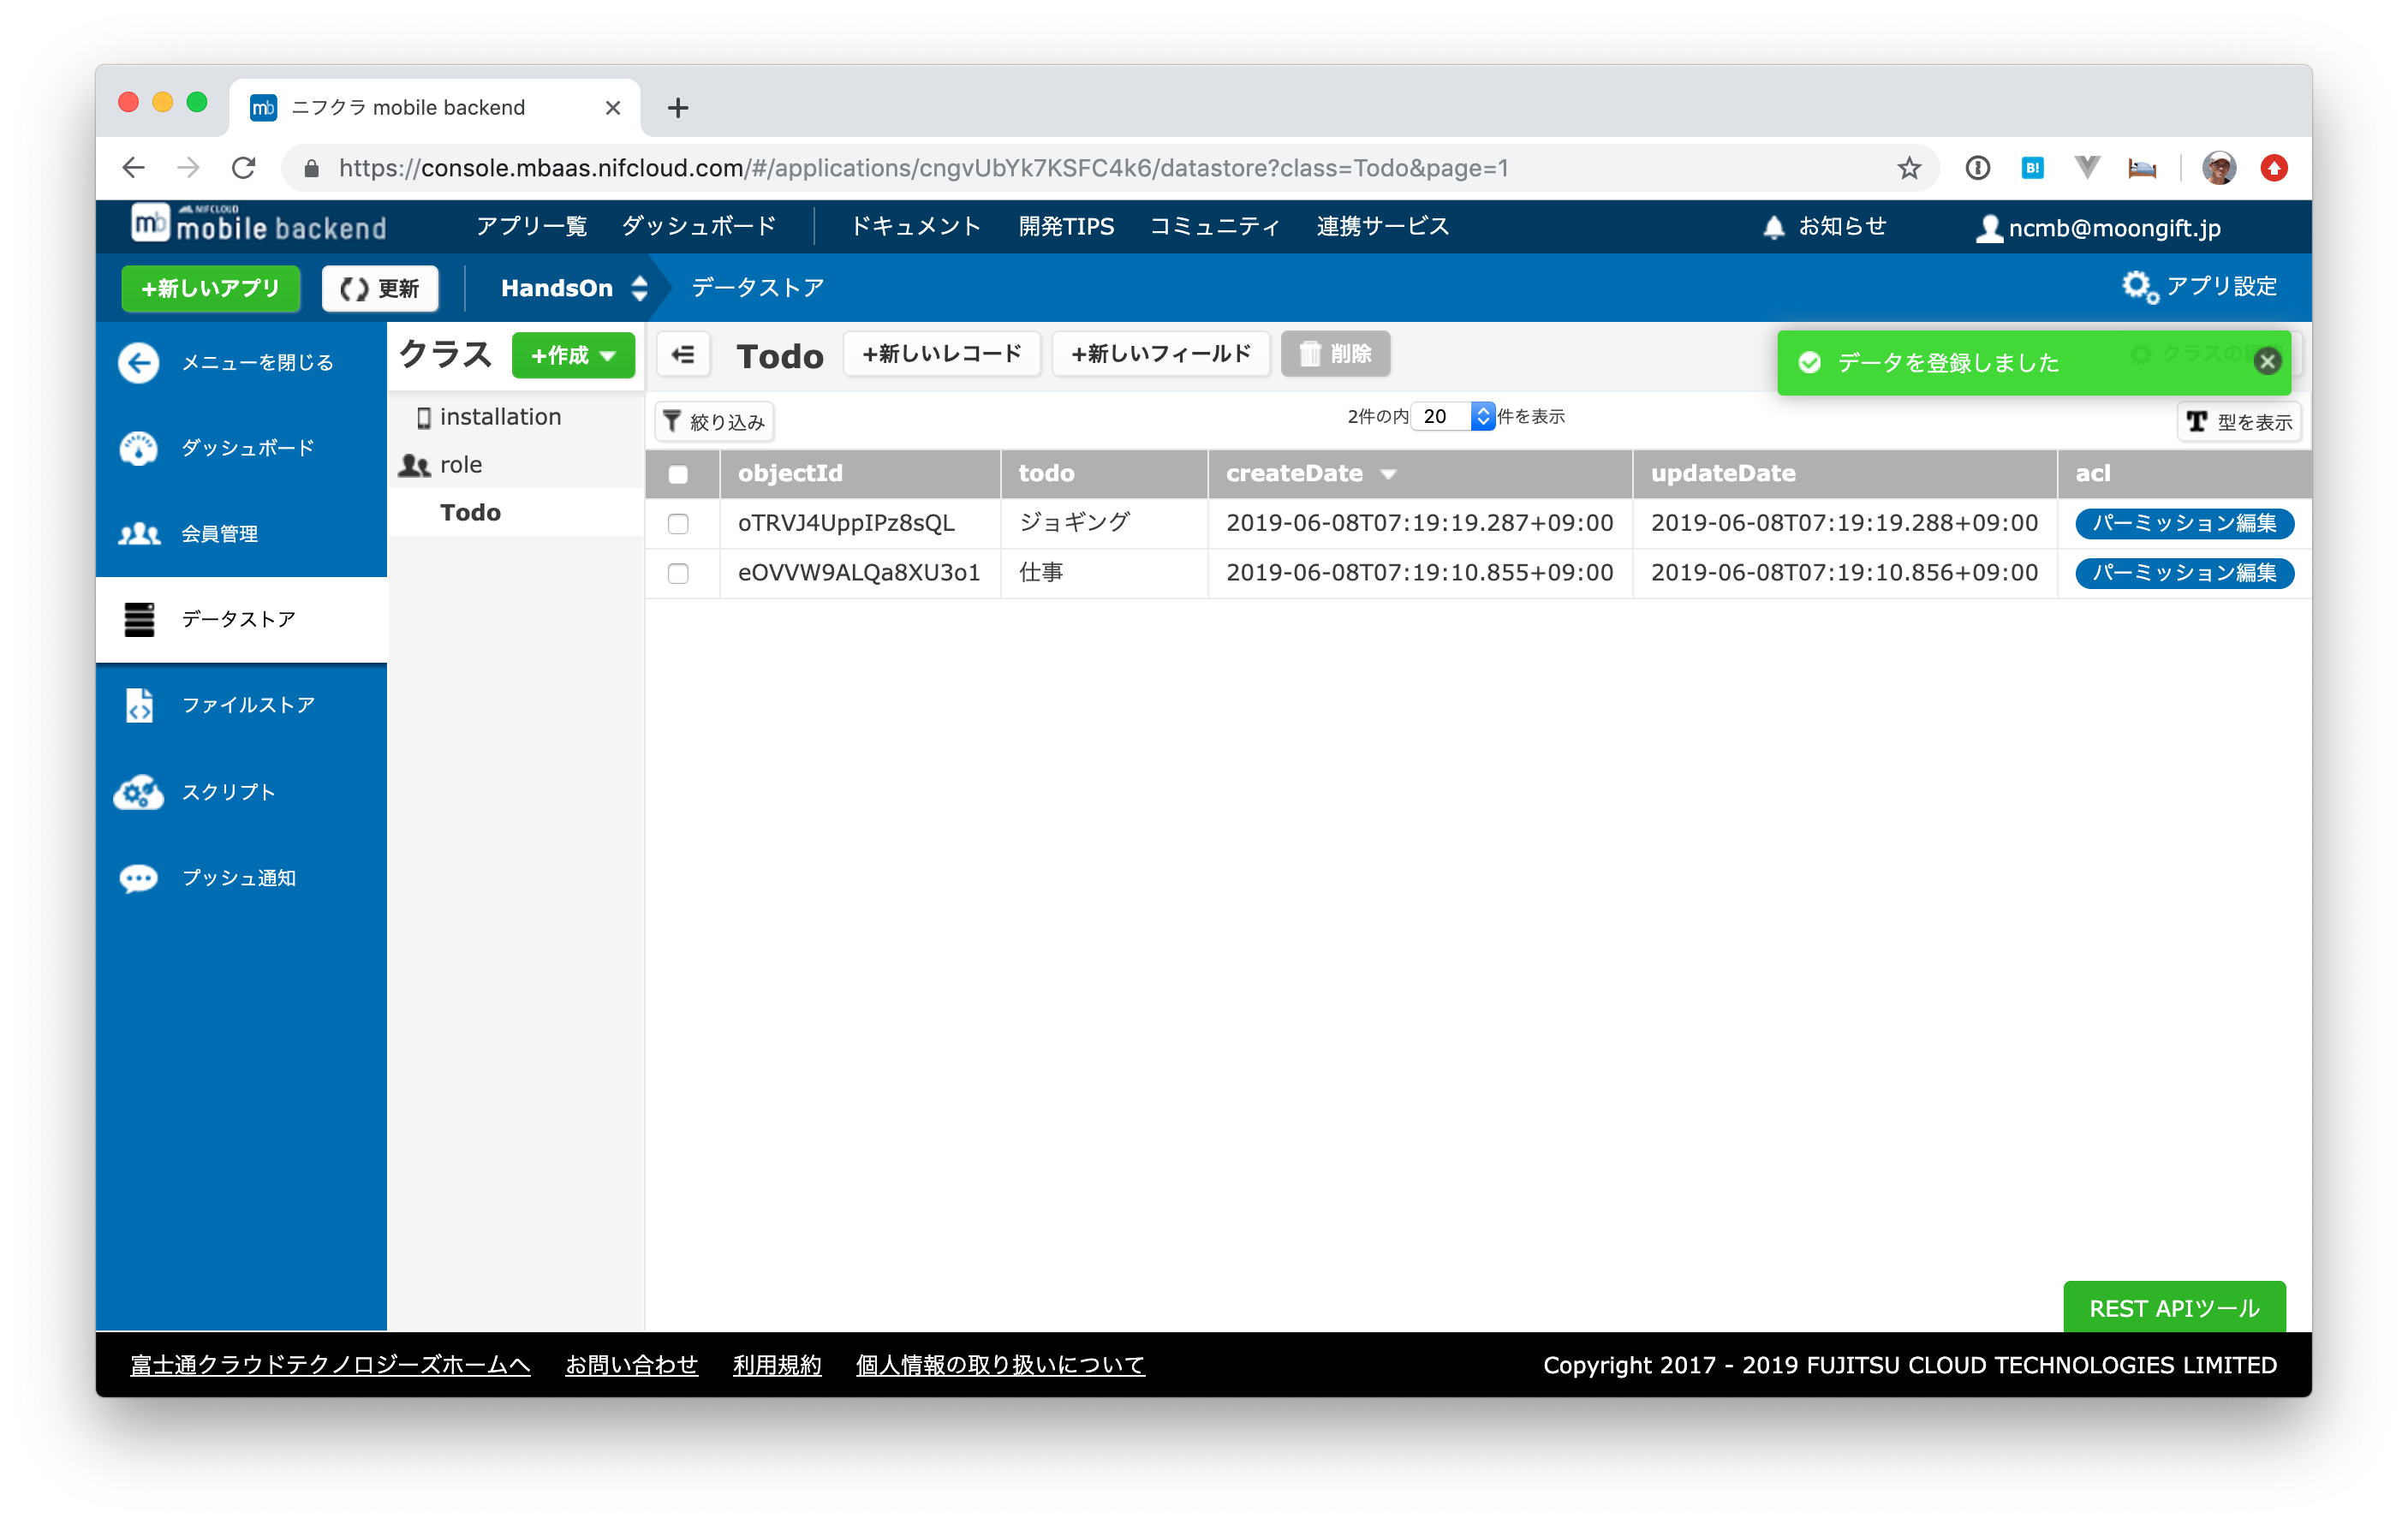 ニフクラ mobile backend
https://console.mbaas.nifcloud.com/#/applications/cngvUbYk7KSFC4k6/datastore?class=Todo&page=1
B!
mb NIFCLOUD mobile backend アプリ一覧 ダッシュボード ドキュメント 開発TIPS コミュニティ 連携サービス お知らせ ncmb@moongift.jp
+新しいアプリ 更新 HandsOn データストア アプリ設定
メニューを閉じる
ダッシュボード
会員管理
データストア
ファイルストア
スクリプト
プッシュ通知
クラス +作成
installation
role
Todo
Todo +新しいレコード +新しいフィールド 削除
データを登録しました
絞り込み 2件の内 20 件を表示 型を表示
objectId todo createDate updateDate acl
oTRVJ4UppIPz8sQL ジョギング 2019-06-08T07:19:19.287+09:00 2019-06-08T07:19:19.288+09:00 パーミッション編集
eOVVW9ALQa8XU3o1 仕事 2019-06-08T07:19:10.855+09:00 2019-06-08T07:19:10.856+09:00 パーミッション編集
REST APIツール
富士通クラウドテクノロジーズホームへ お問い合わせ 利用規約 個人情報の取り扱いについて Copyright 2017 - 2019 FUJITSU CLOUD TECHNOLOGIES LIMITED